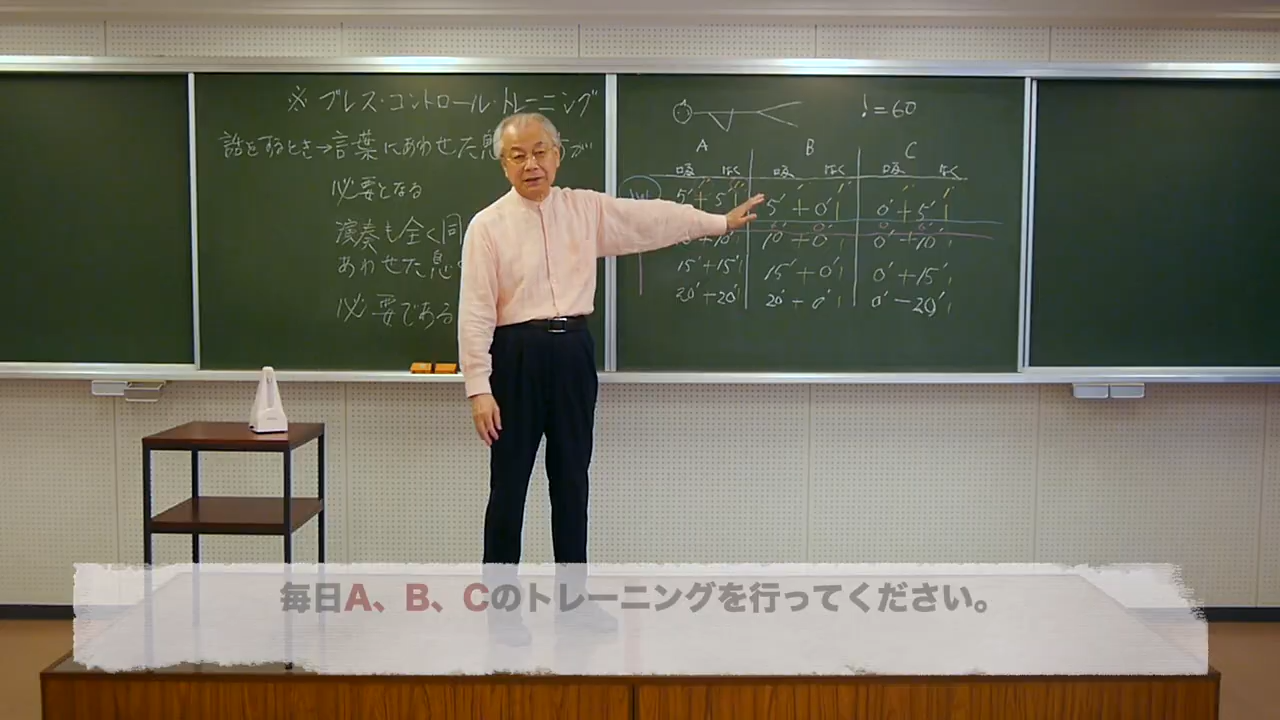 ※ ブレス・コントロール・トレーニング
話をするとき→言葉にあわせた息
必要となる
演奏も全く同
あわせた息
必要である
♩=60
A B C
吸 はく 吸 はく 吸 はく
5"+5" 5"+0" 0"+5"
10"+10" 10"+0" 0"+10"
15"+15" 15"+0" 0"+15"
20"+20" 20"+0" 0"-20"
毎日A、B、Cのトレーニングを行ってください。